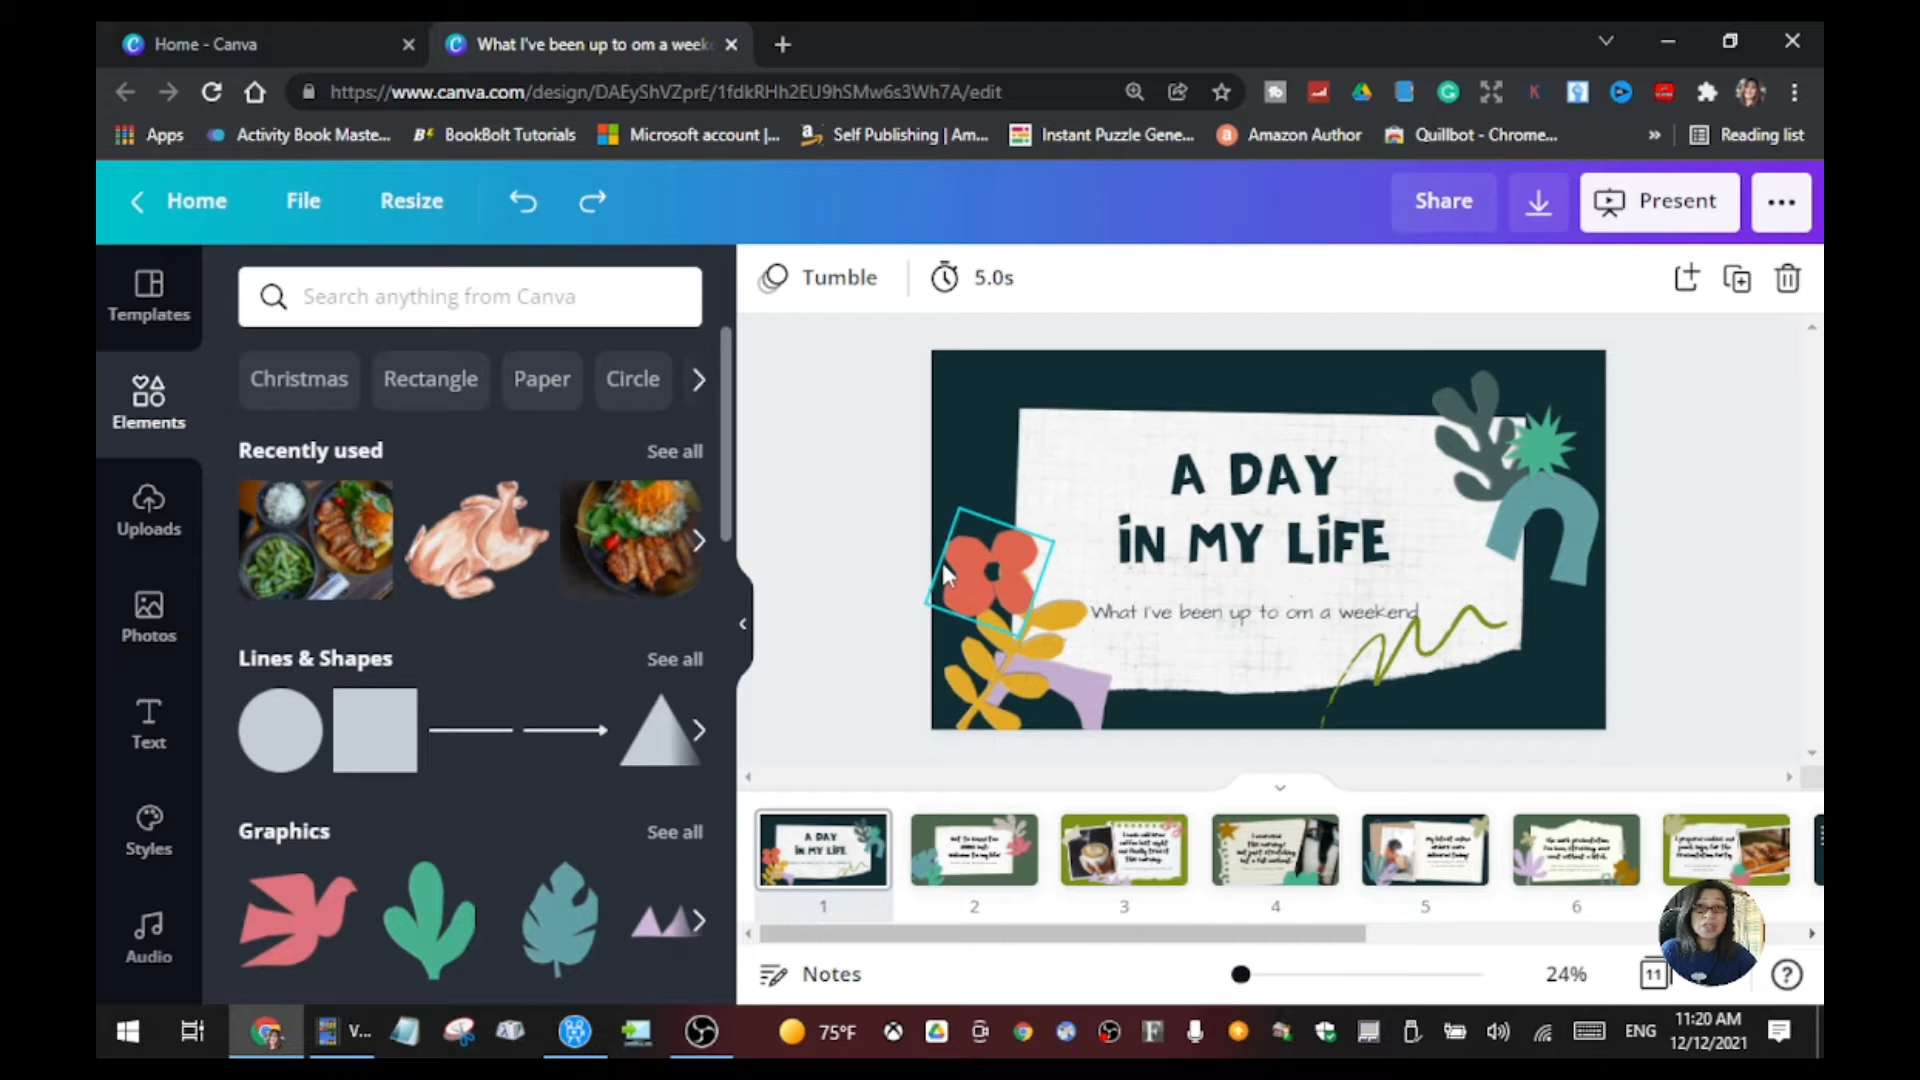 Home - Canva
What I've been up to om a week
https://www.canva.com/design/DAEyShVZprE/1fdkRHh2EU9hSMw6s3Wh7A/edit
Apps
Activity Book Maste...
BookBolt Tutorials
Microsoft account |...
Self Publishing | Am...
Instant Puzzle Gene...
Amazon Author
Quillbot - Chrome...
»
Reading list
Home
File
Resize
Share
Present
Templates
Search anything from Canva
Tumble
5.0s
Christmas
Rectangle
Paper
Circle
Elements
Recently used
See all
Uploads
Photos
Lines & Shapes
See all
Text
Styles
Graphics
See all
Audio
A DAY
iN MY LiFE
What I've been up to om a weekend
A DAY
iN MY LiFE
1
2
3
4
5
6
Notes
24%
11
V...
75°F
ENG
11:20 AM
12/12/2021